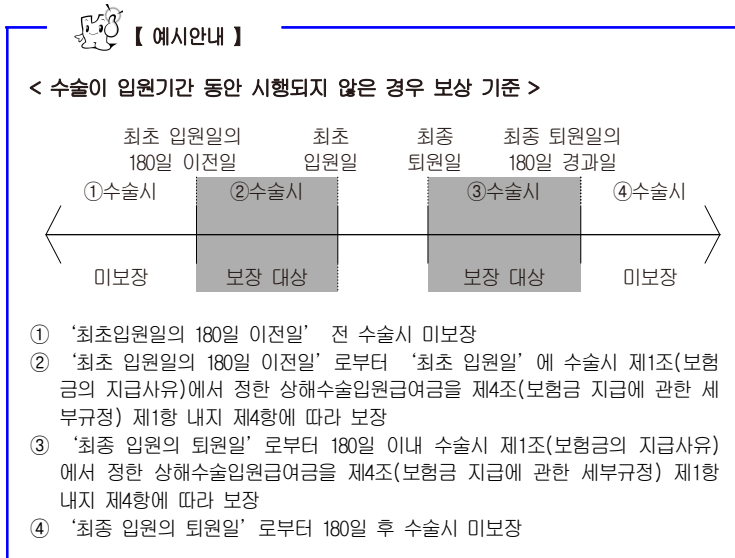 【 예시안내 】
< 수술이 입원기간 동안 시행되지 않은 경우 보상 기준 >
최초 입원일의 최초 최종 최종 퇴원일의
180일 이전일 입원일 퇴원일 180일 경과일
①수술시 ②수술시 ③수술시 ④수술시
미보장 보장 대상 보장 대상 미보장
① ‘최초입원일의 180일 이전일’ 전 수술시 미보장
② ‘최초 입원일의 180일 이전일’로부터 ‘최초 입원일’에 수술시 제1조(보험
금의 지급사유)에서 정한 상해수술입원급여금을 제4조(보험금 지급에 관한 세
부규정) 제1항 내지 제4항에 따라 보장
③ ‘최종 입원의 퇴원일’로부터 180일 이내 수술시 제1조(보험금의 지급사유)
에서 정한 상해수술입원급여금을 제4조(보험금 지급에 관한 세부규정) 제1항
내지 제4항에 따라 보장
④ ‘최종 입원의 퇴원일’로부터 180일 후 수술시 미보장